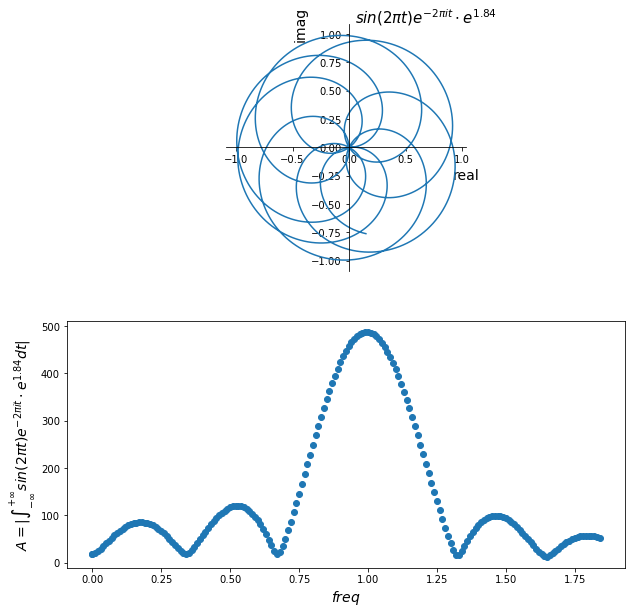 imag
sin(2πt)e^{-2πit} · e^{1.84}
1.00
0.75
0.50
0.25
0.00
−1.0 −0.5 0.0 0.5 1.0
−0.25
real
−0.50
−0.75
−1.00
A = |∫_{-∞}^{+∞} sin(2πt)e^{-2πit} · e^{1.84} dt|
500
400
300
200
100
0
0.00 0.25 0.50 0.75 1.00 1.25 1.50 1.75
freq